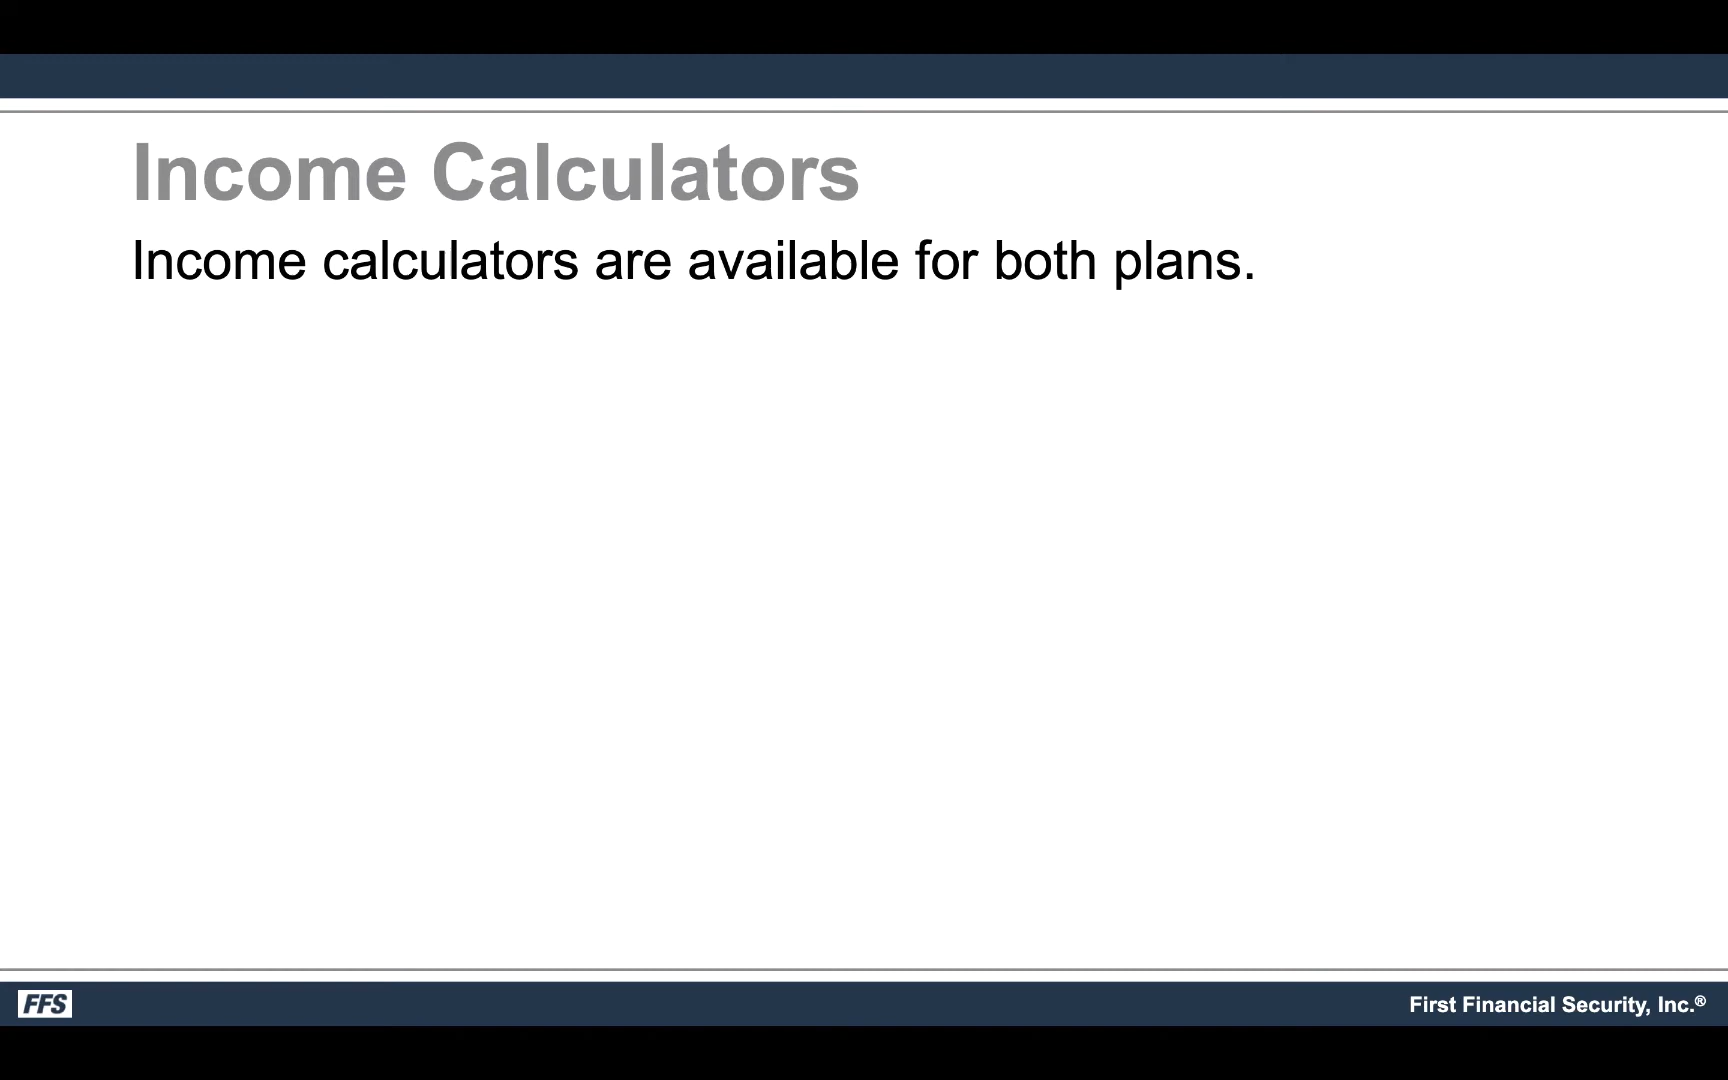 Income Calculators
Income calculators are available for both plans.
FFS
First Financial Security, Inc.®